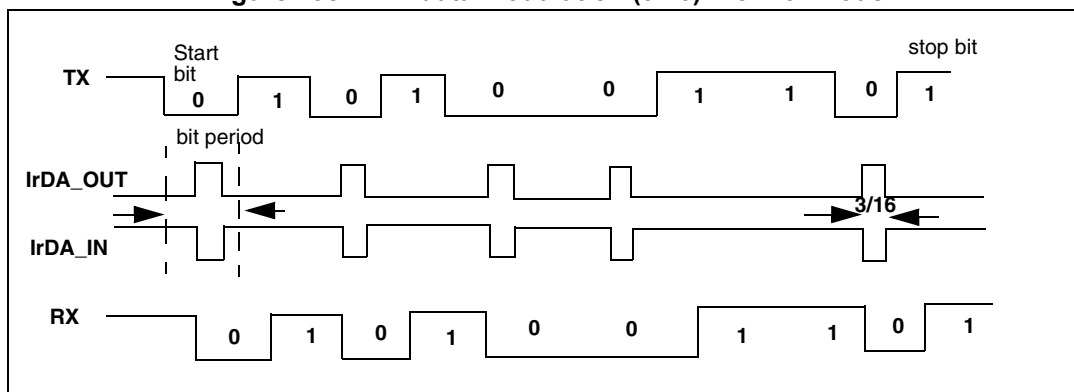 Start
bit
stop bit
TX
0 1 0 1 0 0 1 1 0 1
bit period
IrDA_OUT
3/16
IrDA_IN
RX
0 1 0 1 0 0 1 1 0 1